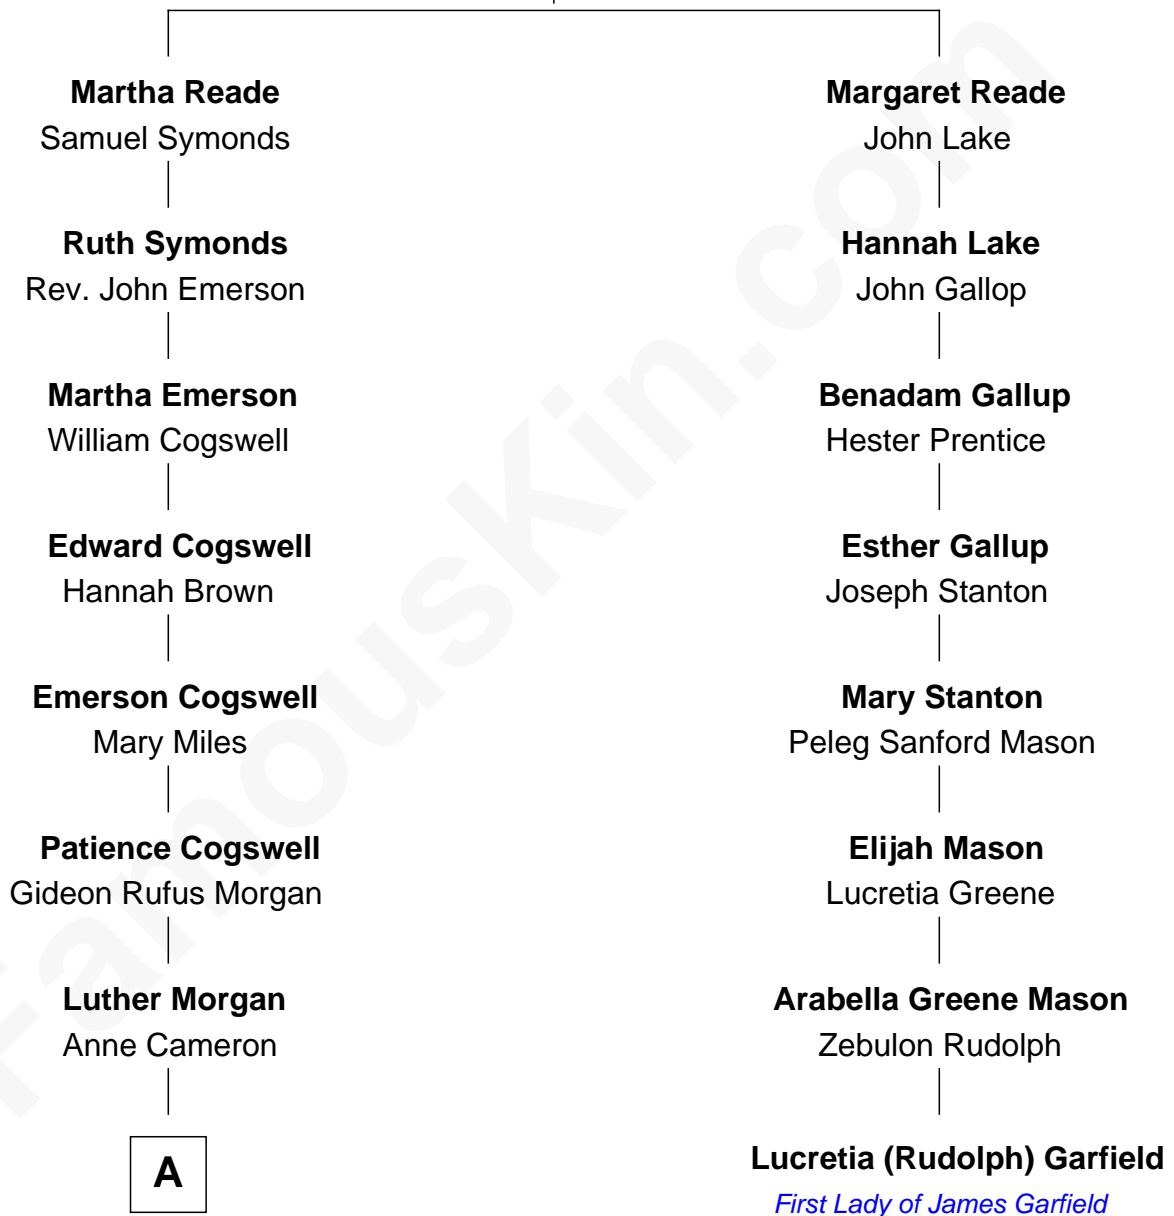 Martha Reade
Samuel Symonds
Ruth Symonds
Rev. John Emerson
Martha Emerson
William Cogswell
Edward Cogswell
Hannah Brown
Emerson Cogswell
Mary Miles
Patience Cogswell
Gideon Rufus Morgan
Luther Morgan
Anne Cameron
A
Margaret Reade
John Lake
Hannah Lake
John Gallop
Benadam Gallup
Hester Prentice
Esther Gallup
Joseph Stanton
Mary Stanton
Peleg Sanford Mason
Elijah Mason
Lucretia Greene
Arabella Greene Mason
Zebulon Rudolph
Lucretia (Rudolph) Garfield
First Lady of James Garfield
FamousKin.com